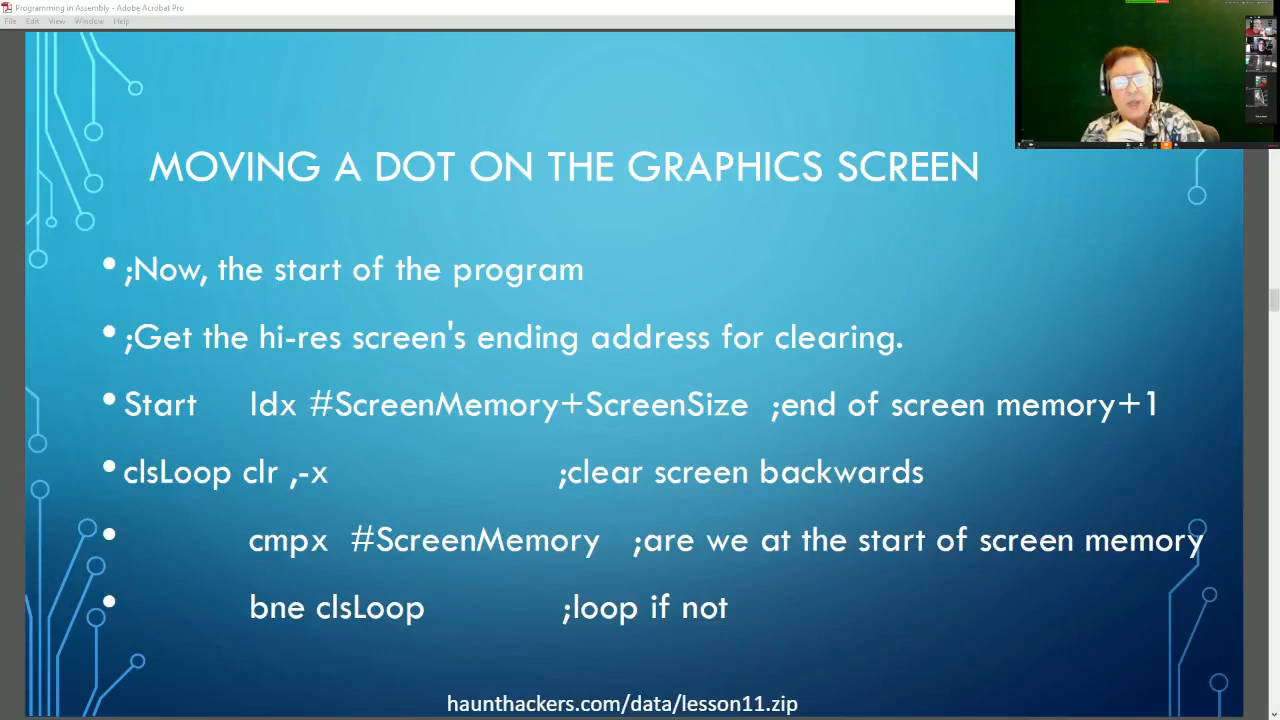 Programming in Assembly - Adobe Acrobat Pro
File Edit View Window Help
MOVING A DOT ON THE GRAPHICS SCREEN
• ;Now, the start of the program
• ;Get the hi-res screen's ending address for clearing.
• Start ldx #ScreenMemory+ScreenSize ;end of screen memory+1
• clsLoop clr ,-x ;clear screen backwards
• cmpx #ScreenMemory ;are we at the start of screen memory
• bne clsLoop ;loop if not
haunthackers.com/data/lesson11.zip